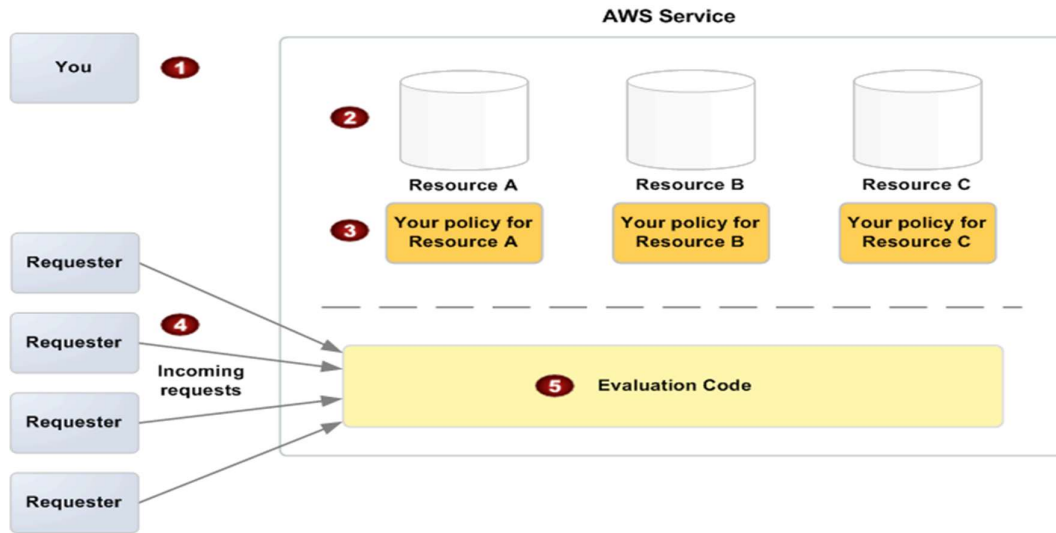 AWS Service
You
1
2
Resource A
Resource B
Resource C
3
Your policy for
Resource A
Your policy for
Resource B
Your policy for
Resource C
Requester
Requester
Requester
Requester
4
Incoming
requests
5
Evaluation Code